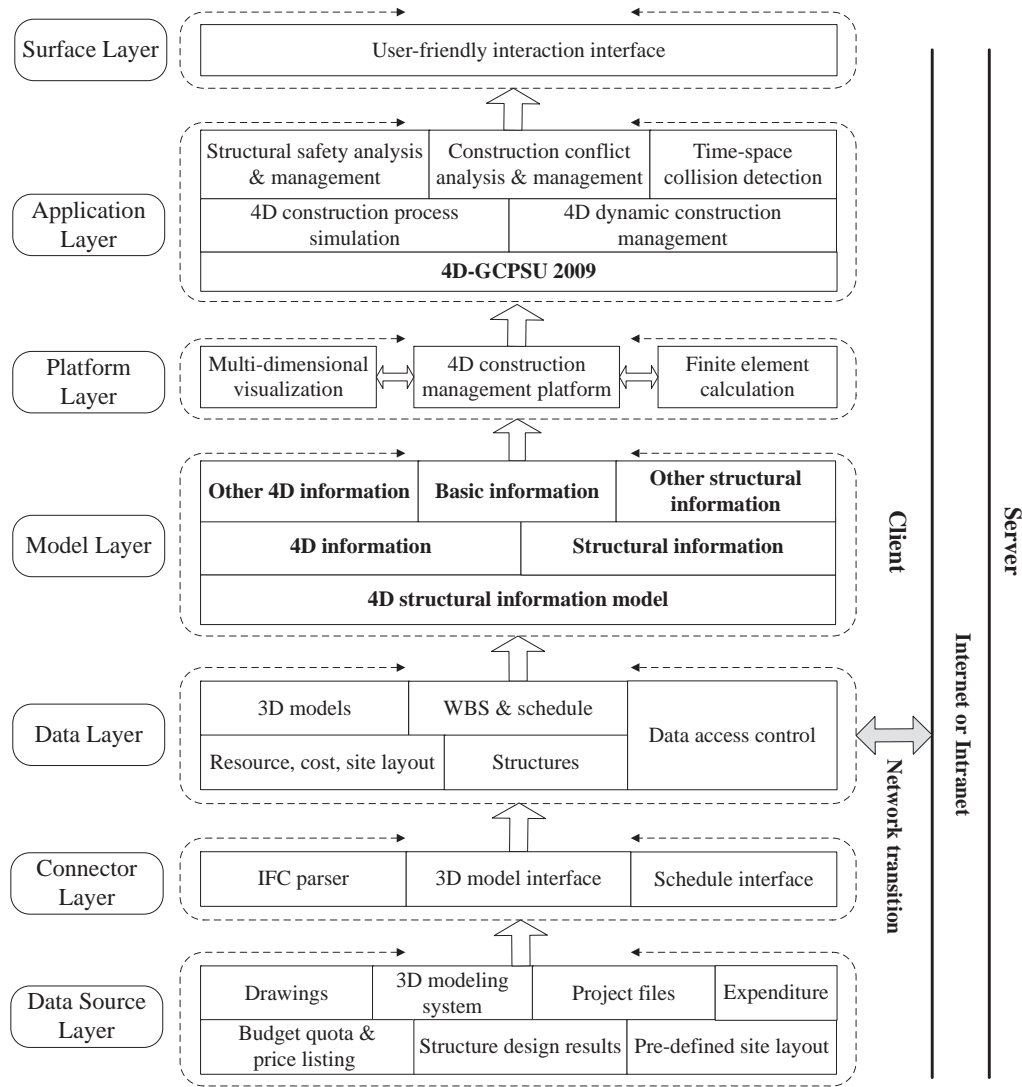 Surface Layer
User-friendly interaction interface
Application
Layer
Structural safety analysis
& management
Construction conflict
analysis & management
Time-space
collision detection
4D construction process
simulation
4D dynamic construction
management
4D-GCPSU 2009
Platform
Layer
Multi-dimensional
visualization
4D construction
management platform
Finite element
calculation
Model Layer
Other 4D information
Basic information
Other structural
information
4D information
Structural information
4D structural information model
Data Layer
3D models
WBS & schedule
Data access control
Resource, cost, site layout
Structures
Connector
Layer
IFC parser
3D model interface
Schedule interface
Data Source
Layer
Drawings
3D modeling
system
Project files
Expenditure
Budget quota &
price listing
Structure design results
Pre-defined site layout
Client
Network transition
Internet or Intranet
Server